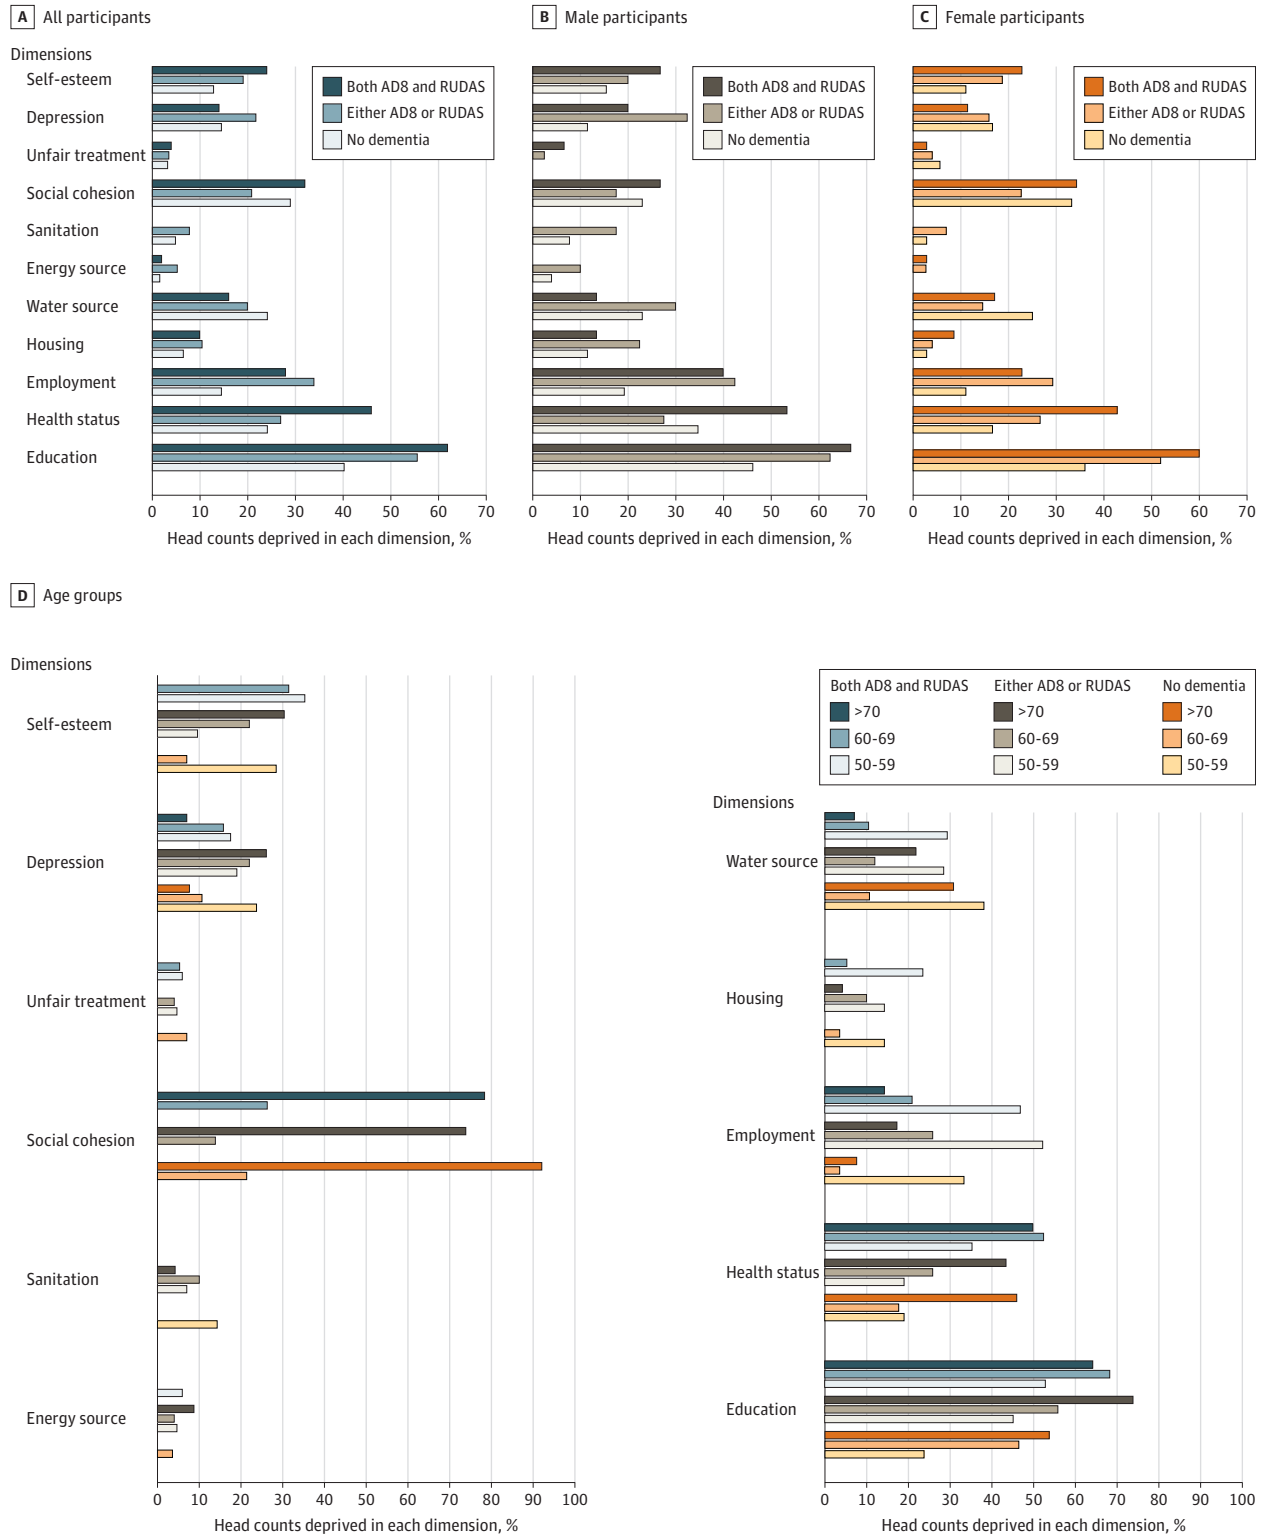 A All participants
Dimensions
Self-esteem
Depression
Unfair treatment
Social cohesion
Sanitation
Energy source
Water source
Housing
Employment
Health status
Education
Both AD8 and RUDAS
Either AD8 or RUDAS
No dementia
0 10 20 30 40 50 60 70
Head counts deprived in each dimension, %
B Male participants
Both AD8 and RUDAS
Either AD8 or RUDAS
No dementia
0 10 20 30 40 50 60 70
Head counts deprived in each dimension, %
C Female participants
Both AD8 and RUDAS
Either AD8 or RUDAS
No dementia
0 10 20 30 40 50 60 70
Head counts deprived in each dimension, %
D Age groups
Dimensions
Self-esteem
Depression
Unfair treatment
Social cohesion
Sanitation
Energy source
0 10 20 30 40 50 60 70 80 90 100
Head counts deprived in each dimension, %
Both AD8 and RUDAS Either AD8 or RUDAS No dementia
>70 >70 >70
60-69 60-69 60-69
50-59 50-59 50-59
Dimensions
Water source
Housing
Employment
Health status
Education
0 10 20 30 40 50 60 70 80 90 100
Head counts deprived in each dimension, %